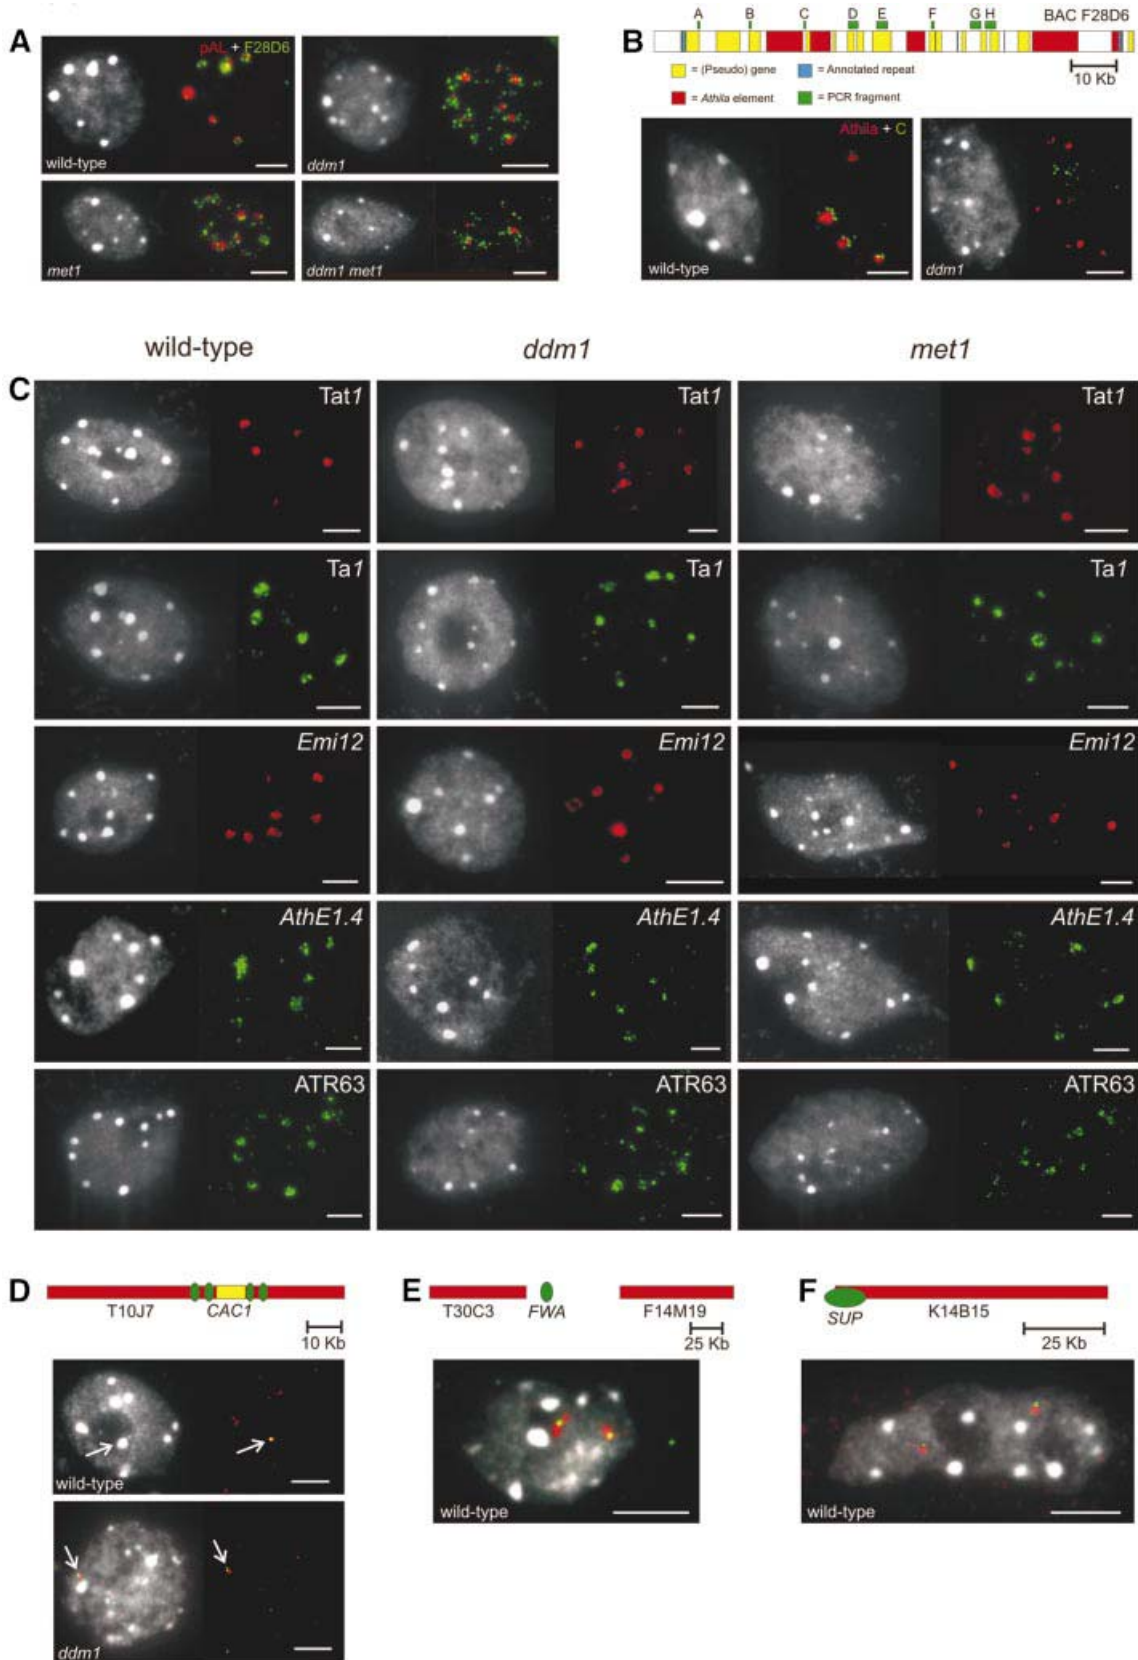 A
pAL + F28D6
wild-type
ddm1
met1
ddm1 met1
B
A B C D E F G H BAC F28D6
= (Pseudo) gene
= Annotated repeat
= Athila element
= PCR fragment
10 Kb
Athila + C
wild-type
ddm1
wild-type ddm1 met1
C
Tat1 Tat1 Tat1
Ta1 Ta1 Ta1
Emi12 Emi12 Emi12
AthE1.4 AthE1.4 AthE1.4
ATR63 ATR63 ATR63
D
T10J7 CAC1
10 Kb
wild-type
ddm1
E
T30C3 FWA F14M19
25 Kb
wild-type
F
SUP K14B15
25 Kb
wild-type